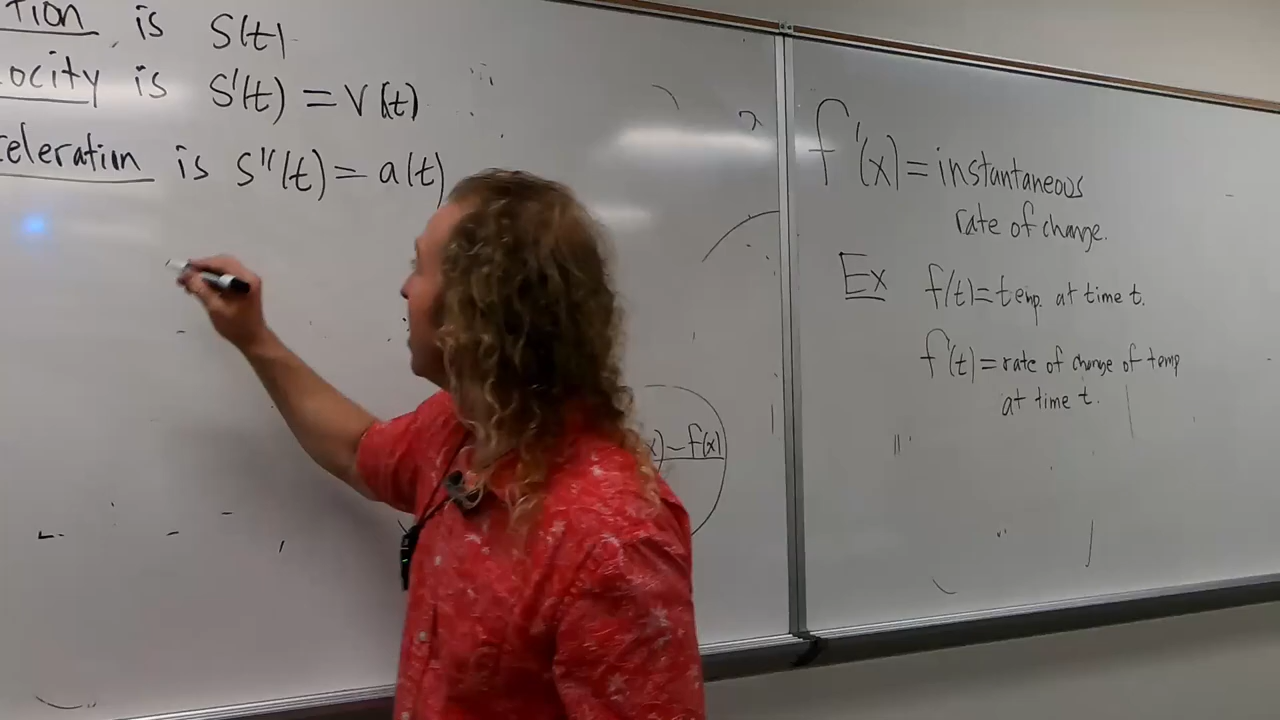 tion is S(t)
ocity is S'(t) = V(t)
celeration is S''(t) = a(t)
x) - f(x)
f'(x) = instantaneous
rate of change.
Ex f(t) = temp. at time t.
f'(t) = rate of change of temp
at time t.